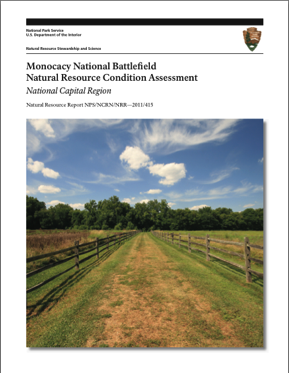 National Park Service
U.S. Department of the Interior
Natural Resource Stewardship and Science
Monocacy National Battlefield
Natural Resource Condition Assessment
National Capital Region
Natural Resource Report NPS/NCRN/NRR—2011/415